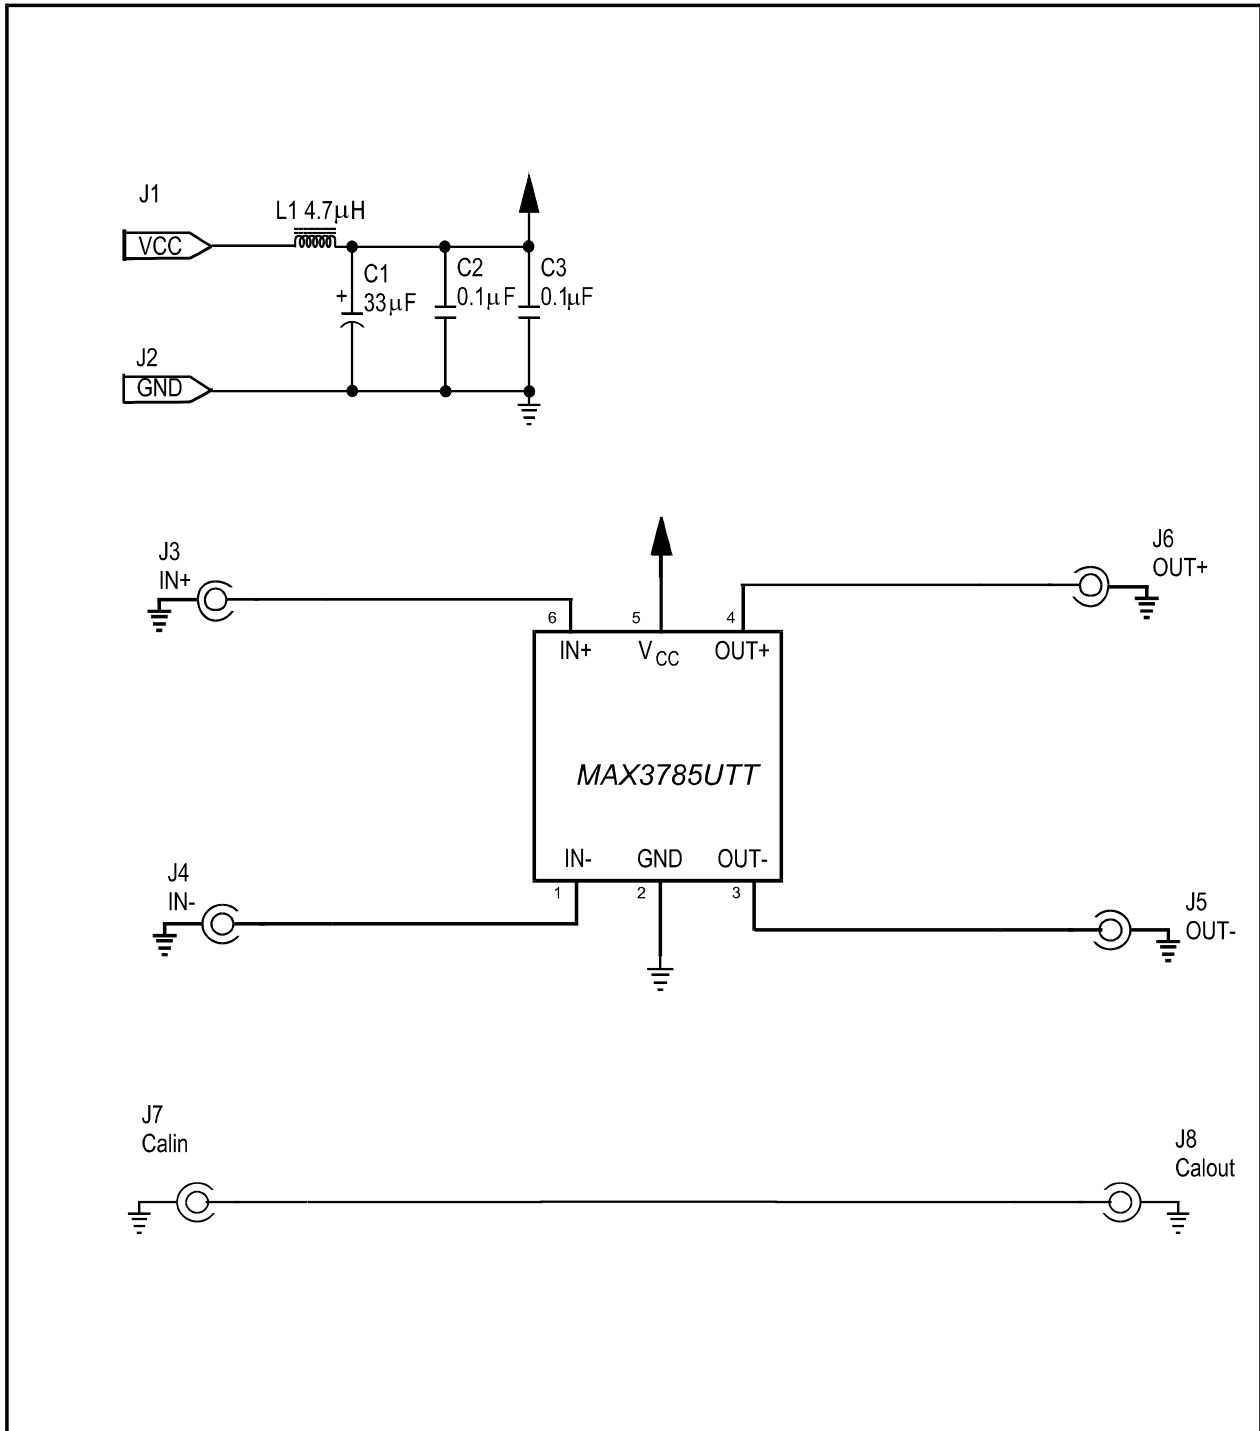 J1
L1 4.7μH
VCC
C1
33μF
+
C2
0.1μF
C3
0.1μF
J2
GND
J3
IN+
J6
OUT+
6
5
4
IN+
VCC
OUT+
MAX3785UTT
IN-
GND
OUT-
1
2
3
J4
IN-
J5
OUT-
J7
Calin
J8
Calout